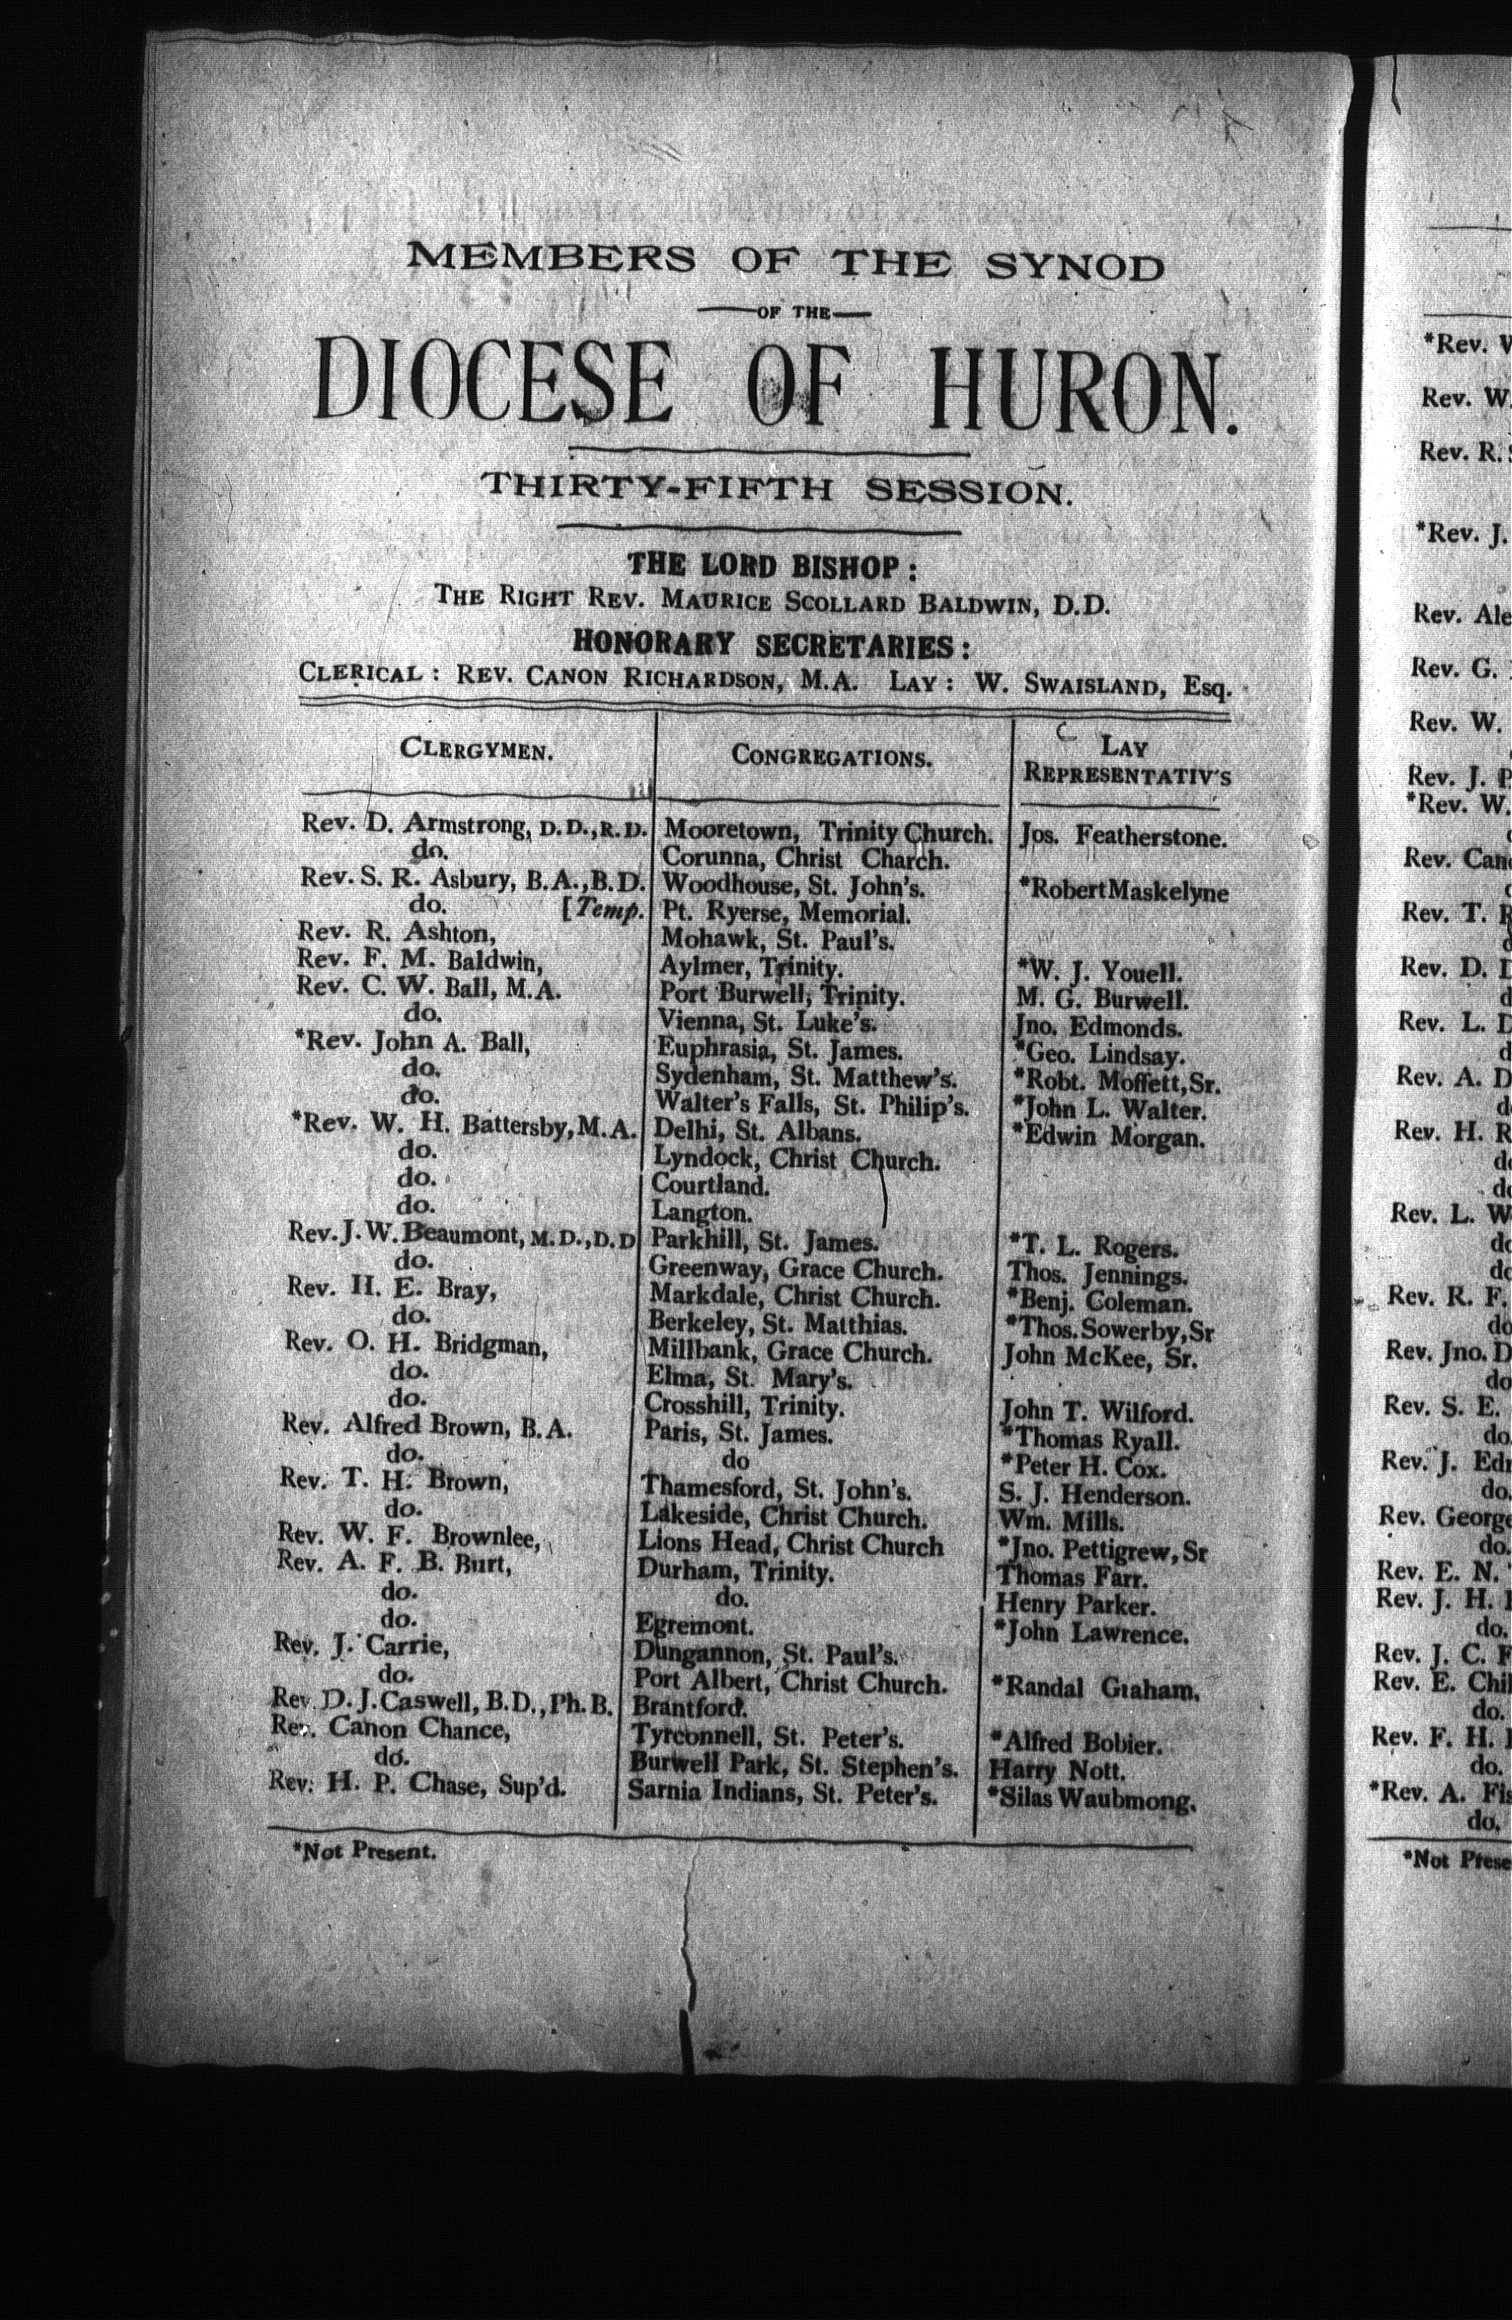 MEMBERS OF THE SYNOD
OF THE
DIOCESE OF HURON.
THIRTY-FIFTH SESSION.
THE LORD BISHOP:
THE RIGHT REV. MAURICE SCOLLARD BALDWIN, D.D.
HONORARY SECRETARIES:
CLERICAL: REV. CANON RICHARDSON, M.A. LAY: W. SWAISLAND, Esq.
CLERGYMEN. CONGREGATIONS. LAY REPRESENTATIV'S
Rev. D. Armstrong, D.D., R.D. Mooretown, Trinity Church. Jos. Featherstone.
do. Corunna, Christ Charch.
Rev. S. R. Asbury, B.A., B.D. Woodhouse, St. John's. *Robert Maskelyne
do. [Temp. Pt. Ryerse, Memorial.
Rev. R. Ashton, Mohawk, St. Paul's.
Rev. F. M. Baldwin, Aylmer, Trinity. *W. J. Youell.
Rev. C. W. Ball, M.A. Port Burwell, Trinity. M. G. Burwell.
do. Vienna, St. Luke's. Jno. Edmonds.
*Rev. John A. Ball, Euphrasia, St. James. *Geo. Lindsay.
do. Sydenham, St. Matthew's. *Robt. Moffett, Sr.
do. Walter's Falls, St. Philip's. *John L. Walter.
*Rev. W. H. Battersby, M.A. Delhi, St. Albans. *Edwin Morgan.
do. Lyndock, Christ Church.
do. Courtland.
do. Langton.
Rev. J. W. Beaumont, M.D., D.D Parkhill, St. James. *T. L. Rogers.
do. Greenway, Grace Church. Thos. Jennings.
Rev. H. E. Bray, Markdale, Christ Church. *Benj. Coleman.
do. Berkeley, St. Matthias. *Thos. Sowerby, Sr
Rev. O. H. Bridgman, Millbank, Grace Church. John McKee, Sr.
do. Elma, St. Mary's.
do. Crosshill, Trinity. John T. Wilford.
Rev. Alfred Brown, B.A. Paris, St. James. *Thomas Ryall.
do. do *Peter H. Cox.
Rev. T. H. Brown, Thamesford, St. John's. S. J. Henderson.
do. Lakeside, Christ Church. Wm. Mills.
Rev. W. F. Brownlee, Lions Head, Christ Church *Jno. Pettigrew, Sr
Rev. A. F. B. Burt, Durham, Trinity. Thomas Farr.
do. do. Henry Parker.
do. Egremont. *John Lawrence.
Rev. J. Carrie, Dungannon, St. Paul's.
do. Port Albert, Christ Church. *Randal Graham.
Rev. D. J. Caswell, B.D., Ph.B. Brantford.
Rev. Canon Chance, Tyrconnell, St. Peter's. *Alfred Bobier.
do. Burwell Park, St. Stephen's. Harry Nott.
Rev. H. P. Chase, Sup'd. Sarnia Indians, St. Peter's. *Silas Waubmong.
*Not Present.
*Rev.
Rev. W.
Rev. R.
*Rev. J.
Rev.
Rev. G.
Rev. W.
Rev. J.
*Rev. W.
Rev.
Rev. T.
Rev. D.
Rev. L.
Rev. A.
Rev. H.
Rev. L.
Rev. R. F.
Rev. Jno.
Rev. S. E.
do.
Rev. J.
do.
Rev. George
do.
Rev. E. N.
Rev. J. H.
do.
Rev. J. C.
Rev. E.
do.
Rev. F. H.
do.
*Rev. A.
do.
*Not